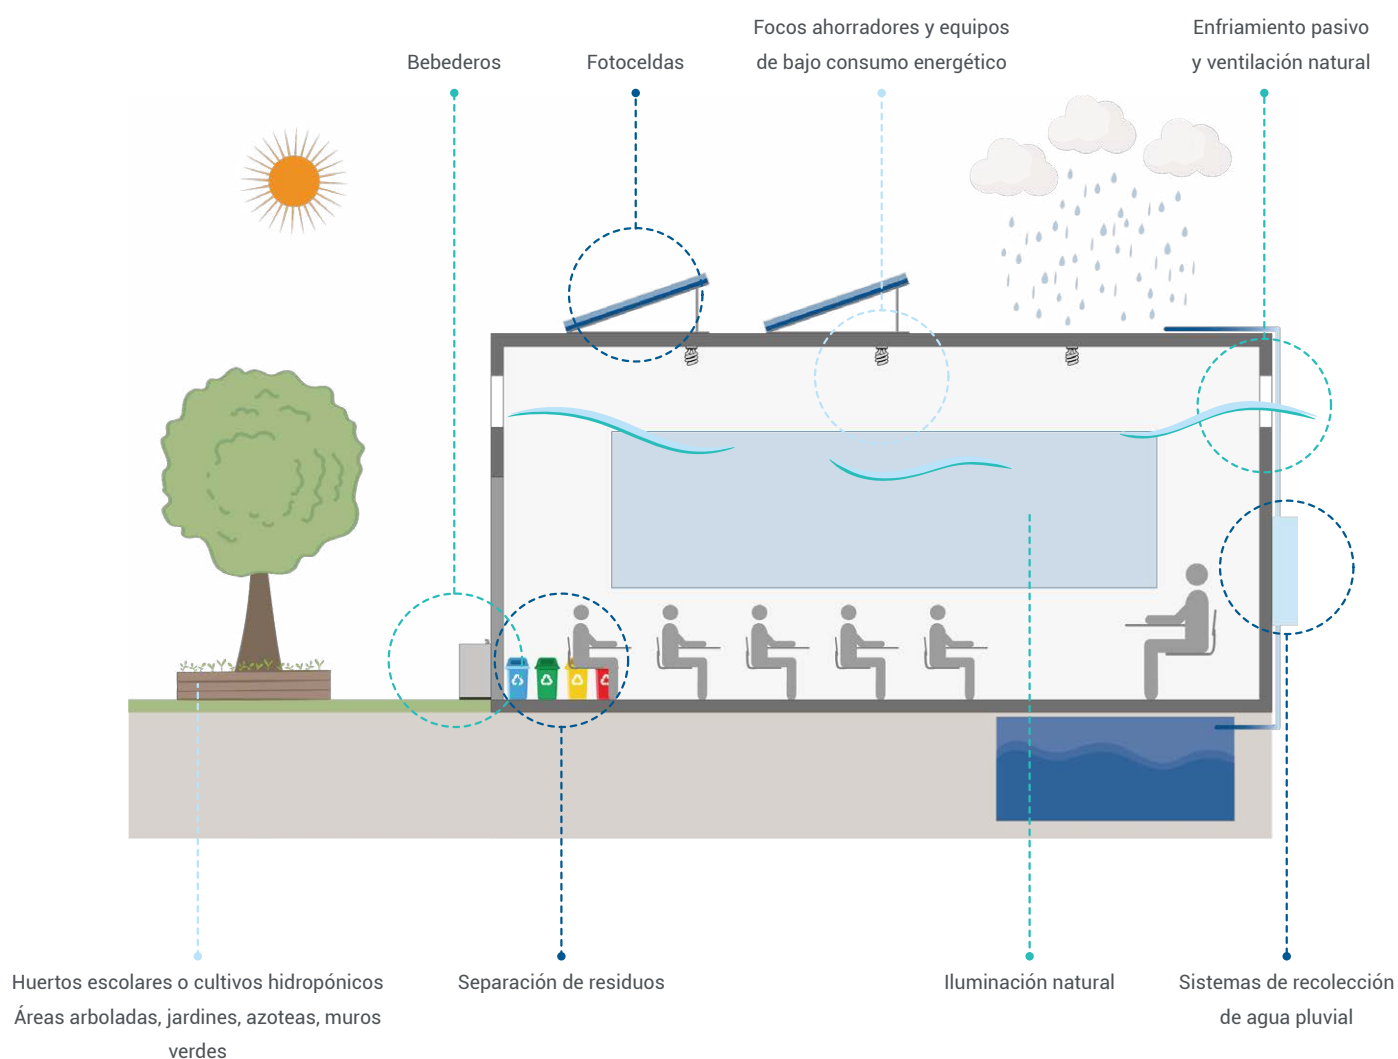 Bebederos
Fotoceldas
Focos ahorradores y equipos
de bajo consumo energético
Enfriamiento pasivo
y ventilación natural
Huertos escolares o cultivos hidropónicos
Áreas arboladas, jardines, azoteas, muros
verdes
Separación de residuos
Iluminación natural
Sistemas de recolección
de agua pluvial